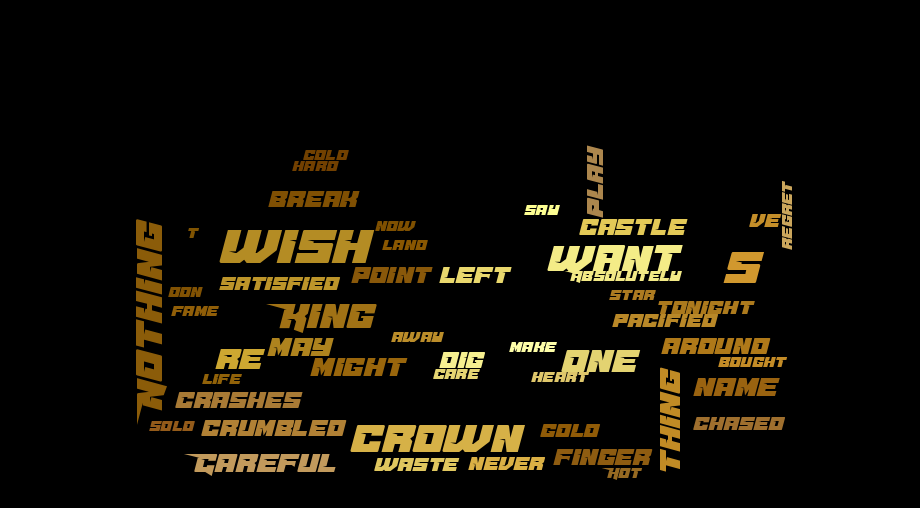 COLD
HARD
PLAY
BREAK
REGRET
SAY
VE
CASTLE
NOW
T
WISH
LAND
WANT
NOTHING
SATISFIED
POINT
LEFT
ABSOLUTELY
S
DON
STAR
FAME
KING
TONIGHT
PACIFIED
AWAY
MAY
MAKE
AROUND
RE
MIGHT
DIG
ONE
BOUGHT
LIFE
CARE
HEART
NAME
CRASHES
THING
SOLD
CRUMBLED
CROWN
GOLD
CHASED
CAREFUL
WASTE
NEVER
FINGER
HOT